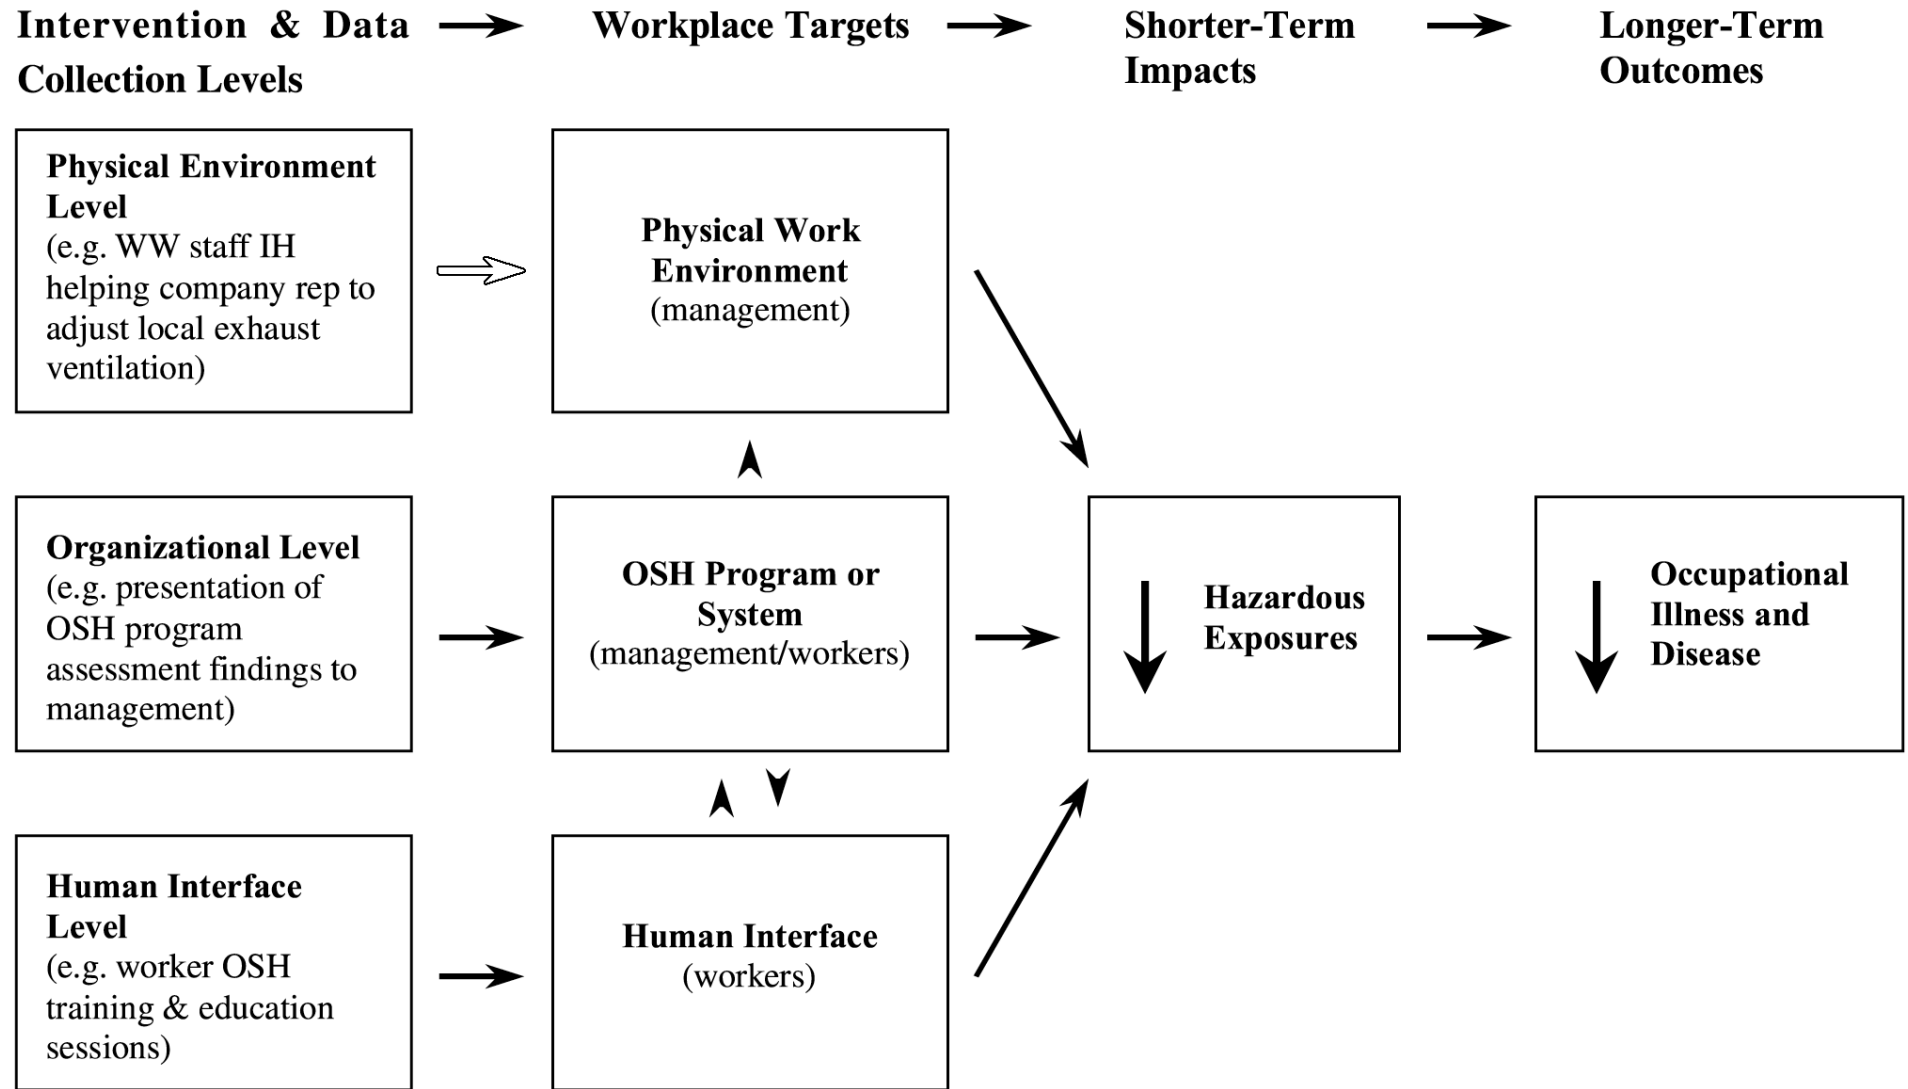 Intervention & Data
Collection Levels
Workplace Targets
Shorter-Term
Impacts
Longer-Term
Outcomes
Physical Environment
Level
(e.g. WW staff IH
helping company rep to
adjust local exhaust
ventilation)
Physical Work
Environment
(management)
Organizational Level
(e.g. presentation of
OSH program
assessment findings to
management)
OSH Program or
System
(management/workers)
Hazardous
Exposures
Occupational
Illness and
Disease
Human Interface
Level
(e.g. worker OSH
training & education
sessions)
Human Interface
(workers)